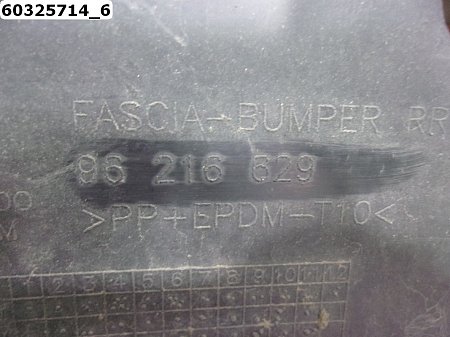 60325714_6
FASCIA-BUMPER RR
96 216 629
>PP+EPDM-T10<
2 3 4 5 6 7 8 9 10 11 12